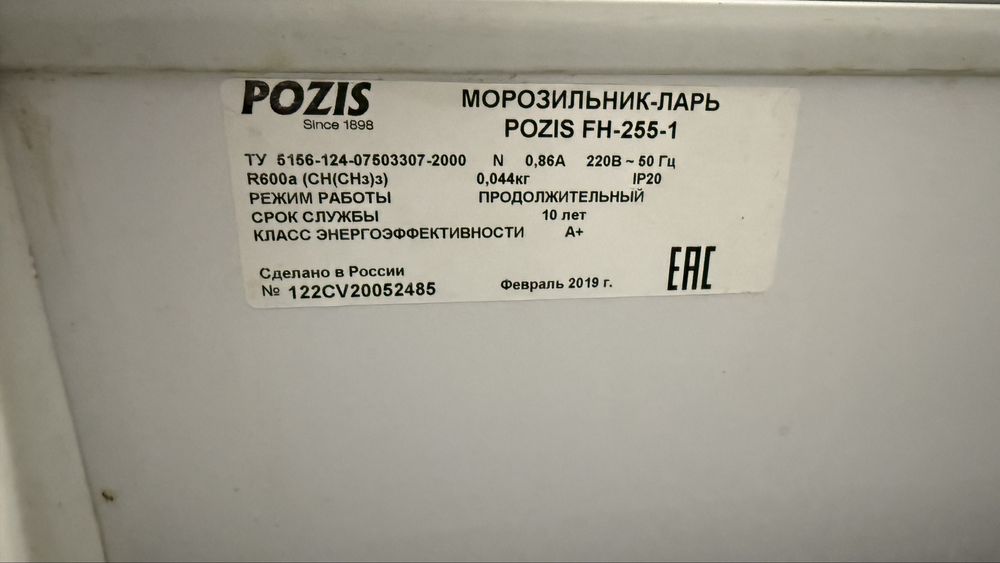 POZIS
Since 1898
МОРОЗИЛЬНИК-ЛАРЬ
POZIS FH-255-1
ТУ 5156-124-07503307-2000 N 0,86А 220В ~ 50 Гц
R600a (CH(CH3)3) 0,044кг IP20
РЕЖИМ РАБОТЫ ПРОДОЛЖИТЕЛЬНЫЙ
СРОК СЛУЖБЫ 10 лет
КЛАСС ЭНЕРГОЭФФЕКТИВНОСТИ А+
Сделано в России
№ 122CV20052485 Февраль 2019 г.
EAC